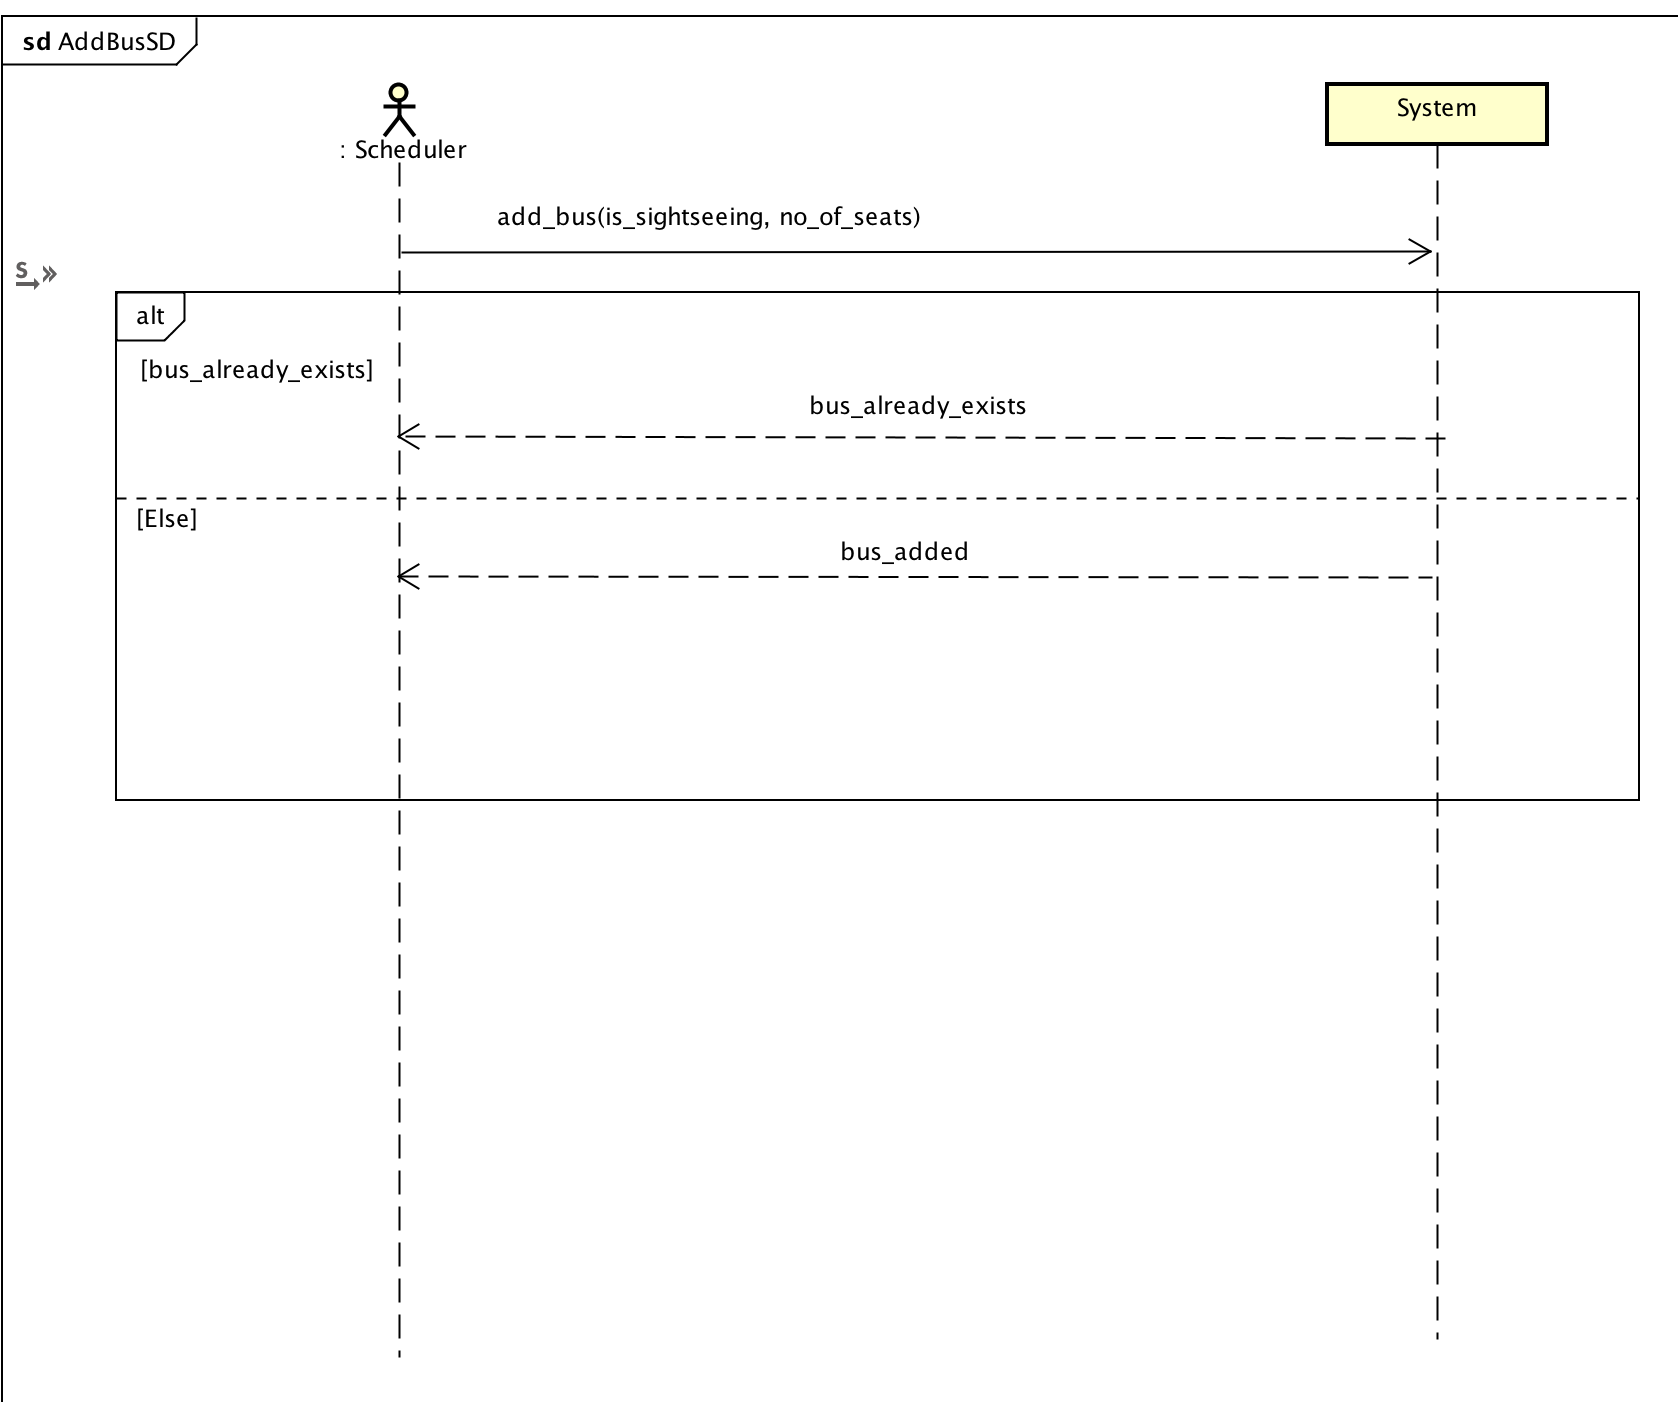 sd AddBusSD
System
: Scheduler
add_bus(is_sightseeing, no_of_seats)
S
alt
[bus_already_exists]
bus_already_exists
[Else]
bus_added